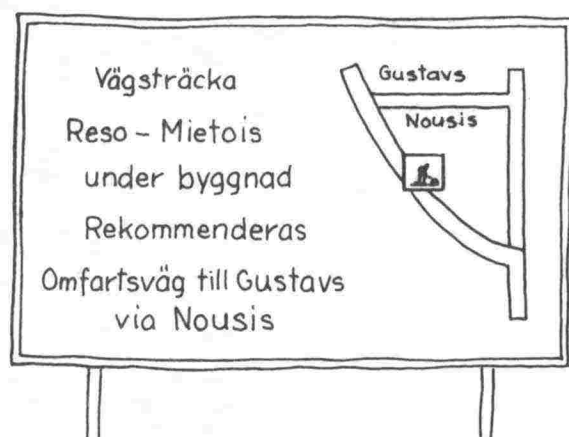 Vägsträcka
Reso - Mietois
under byggnad
Rekommenderas
Omfartsväg till Gustavs
via Nousis
Gustavs
Nousis